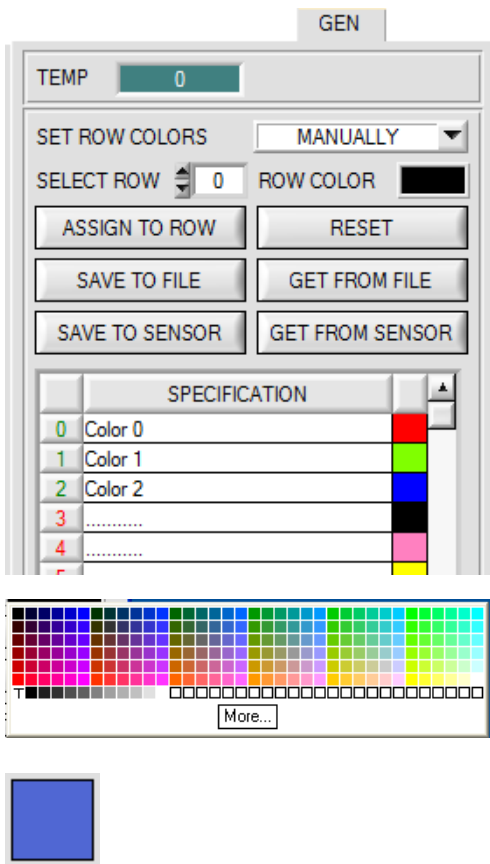 GEN
TEMP 0
SET ROW COLORS MANUALLY
SELECT ROW 0 ROW COLOR
ASSIGN TO ROW RESET
SAVE TO FILE GET FROM FILE
SAVE TO SENSOR GET FROM SENSOR
SPECIFICATION
0 Color 0
1 Color 1
2 Color 2
3 ...........
4 ...........
T
More...